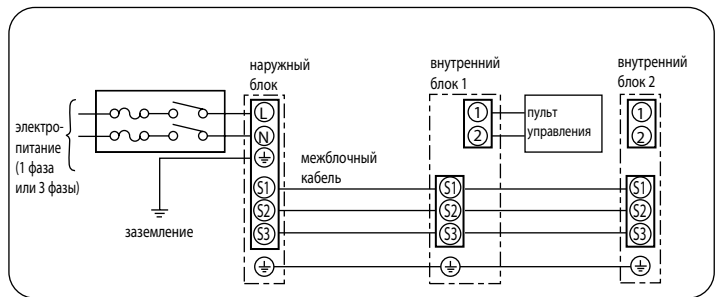 наружный
блок
внутренний
блок 1
внутренний
блок 2
электро-
питание
(1 фаза
или 3 фазы)
L
N
заземление
межблочный
кабель
1
2
пульт
управления
1
2
S1
S2
S3
S1
S2
S3
S1
S2
S3